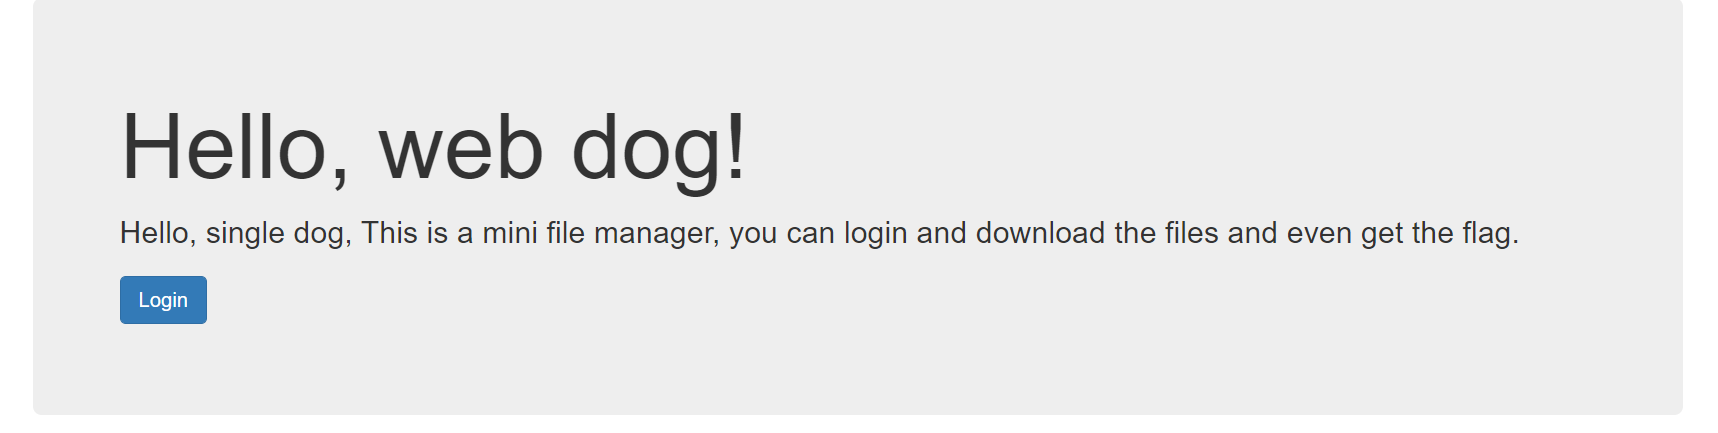 Hello, web dog!
Hello, single dog, This is a mini file manager, you can login and download the files and even get the flag.
Login